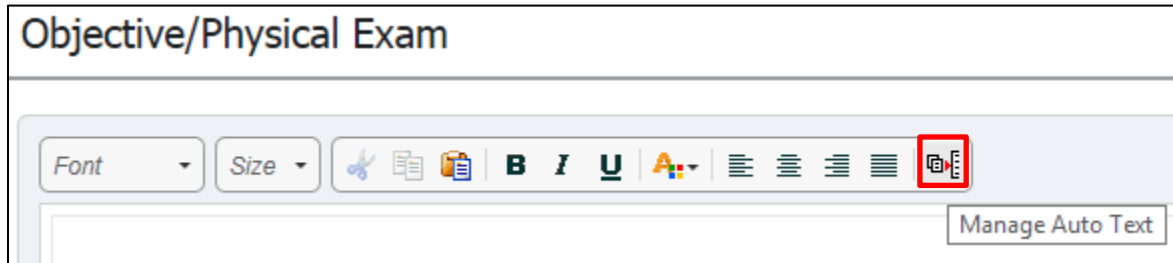 Objective/Physical Exam
Font Size B I U A
Manage Auto Text